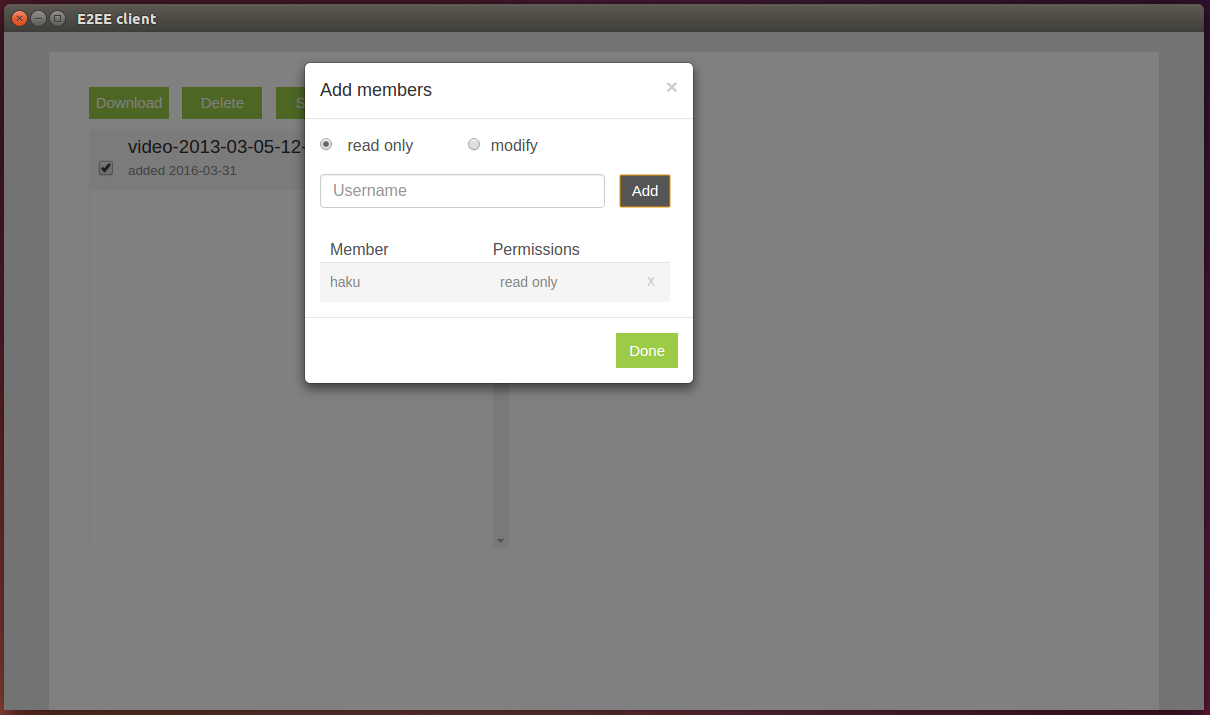 E2EE client
Add members ×
read only modify
Download Delete S
Username Add
video-2013-03-05-12-
added 2016-03-31
Member Permissions
haku read only x
Done